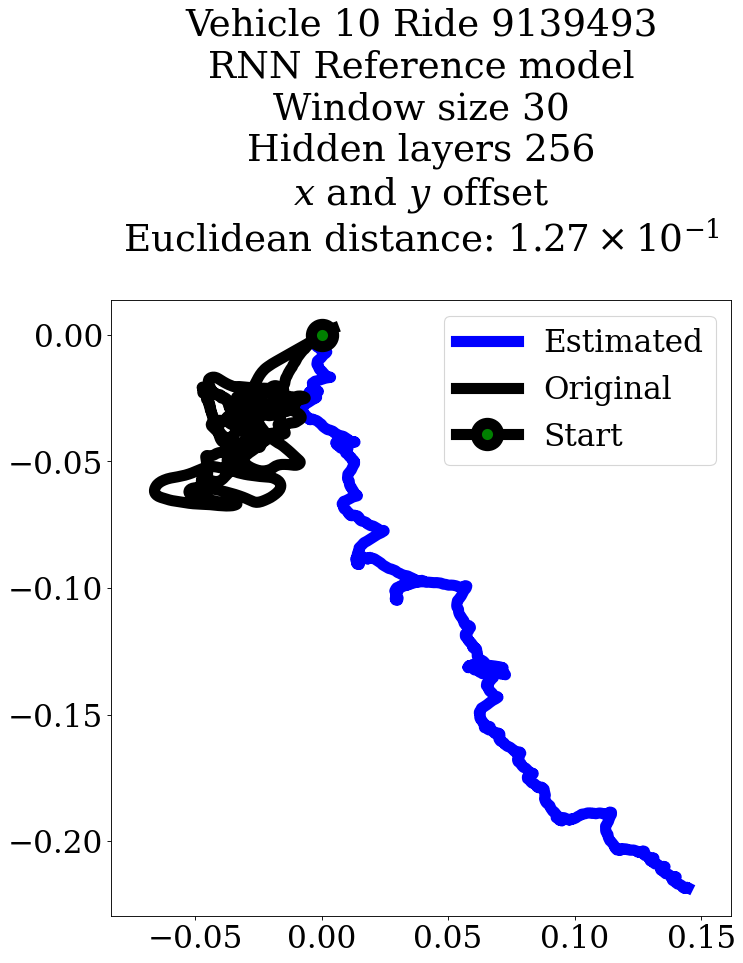 Vehicle 10 Ride 9139493
RNN Reference model
Window size 30
Hidden layers 256
x and y offset
Euclidean distance: 1.27 × 10⁻¹
Estimated
Original
Start
0.00
−0.05
−0.10
−0.15
−0.20
−0.05 0.00 0.05 0.10 0.15